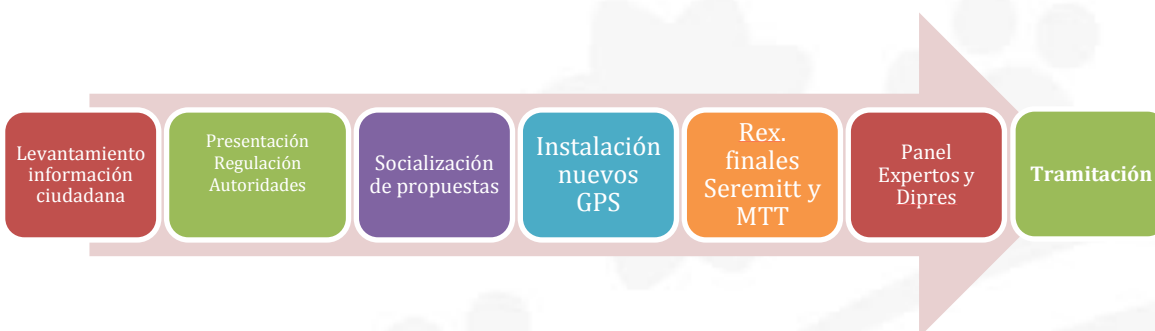 Levantamiento
información
ciudadana
Presentación
Regulación
Autoridades
Socialización
de propuestas
Instalación
nuevos
GPS
Rex.
finales
Seremitt y
MTT
Panel
Expertos y
Dipres
Tramitación